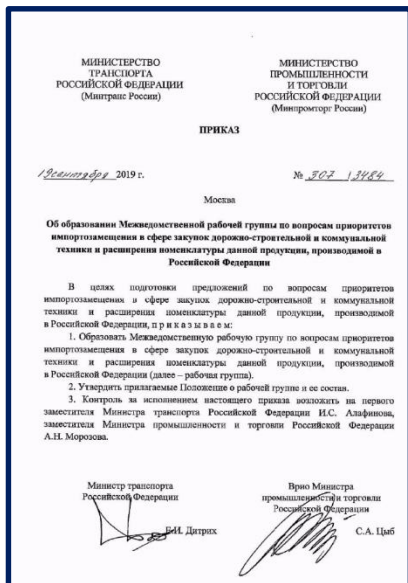 МИНИСТЕРСТВО
ТРАНСПОРТА
РОССИЙСКОЙ ФЕДЕРАЦИИ
(Минтранс России)
МИНИСТЕРСТВО
ПРОМЫШЛЕННОСТИ
И ТОРГОВЛИ
РОССИЙСКОЙ ФЕДЕРАЦИИ
(Минпромторг России)
ПРИКАЗ
19 сентября 2019 г.
№ 307 / 3484
Москва
Об образовании Межведомственной рабочей группы по вопросам приоритетов
импортозамещения в сфере закупок дорожно-строительной и коммунальной
техники и расширения номенклатуры данной продукции, производимой в
Российской Федерации
В целях подготовки предложений по вопросам приоритетов
импортозамещения в сфере закупок дорожно-строительной и коммунальной
техники и расширения номенклатуры данной продукции, производимой
в Российской Федерации, п р и к а з ы в а е м:
1. Образовать Межведомственную рабочую группу по вопросам приоритетов
импортозамещения в сфере закупок дорожно-строительной и коммунальной
техники и расширения номенклатуры данной продукции, производимой
в Российской Федерации (далее – рабочая группа).
2. Утвердить прилагаемые Положение о рабочей группе и ее состав.
3. Контроль за исполнением настоящего приказа возложить на первого
заместителя Министра транспорта Российской Федерации И.С. Алафинова,
заместителя Министра промышленности и торговли Российской Федерации
А.Н. Морозова.
Министр транспорта
Российской Федерации
Е.И. Дитрих
Врио Министра
промышленности и торговли
Российской Федерации
С.А. Цыб